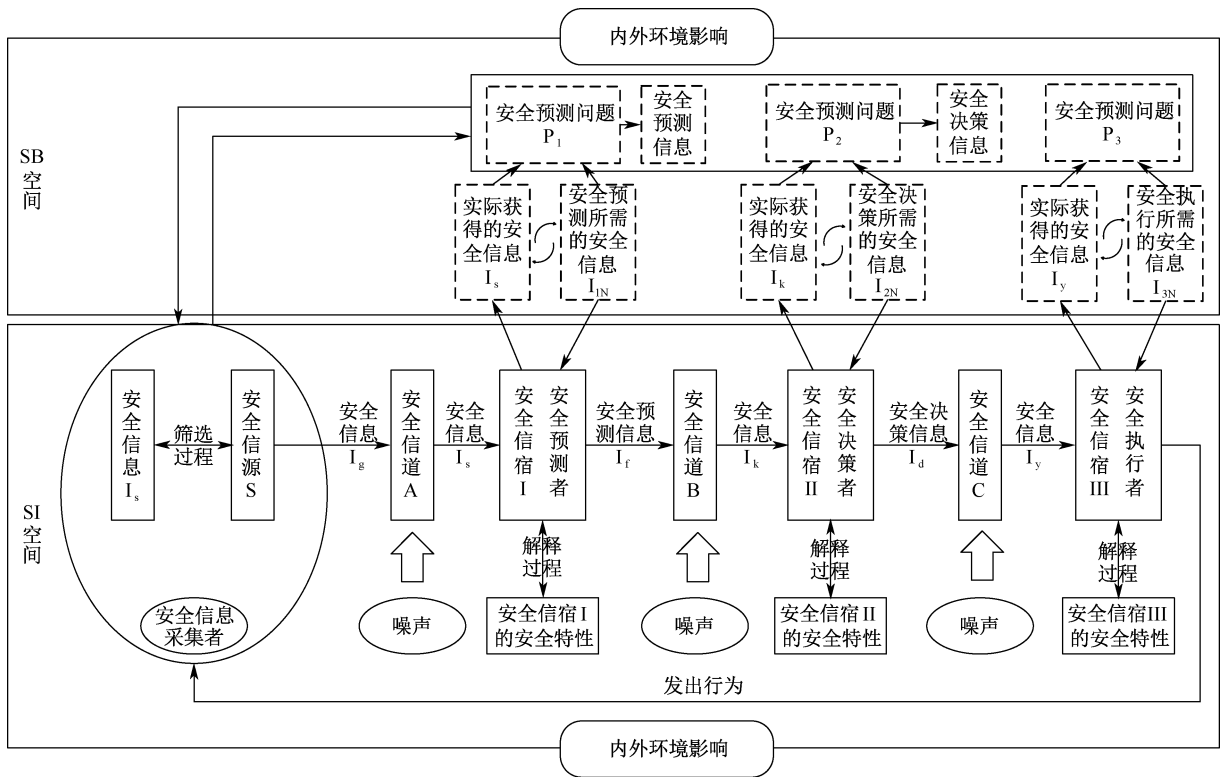 内外环境影响
SB
空间
安全预测问题
P1
安全
预测
信息
安全预测问题
P2
安全
决策
信息
安全预测问题
P3
实际获
得的安
全信息
Is
安全预
测所需
的安全
信息
I1N
实际获
得的安
全信息
Ik
安全决
策所需
的安全
信息
I2N
实际获
得的安
全信息
Iy
安全执
行所需
的安全
信息
I3N
SI
空间
安全信息Is
筛选
过程
安全信源S
安全
信息
Ig
安全信道A
安全
信息
Is
安全信宿I
安全预测者
安全预
测信息
If
安全信道B
安全
信息
Ik
安全信宿II
安全决策者
安全决
策信息
Id
安全信道C
安全
信息
Iy
安全信宿III
安全执行者
解释
过程
解释
过程
解释
过程
安全信息
采集者
噪声
安全信宿I
的安全特性
噪声
安全信宿II
的安全特性
噪声
安全信宿III
的安全特性
发出行为
内外环境影响